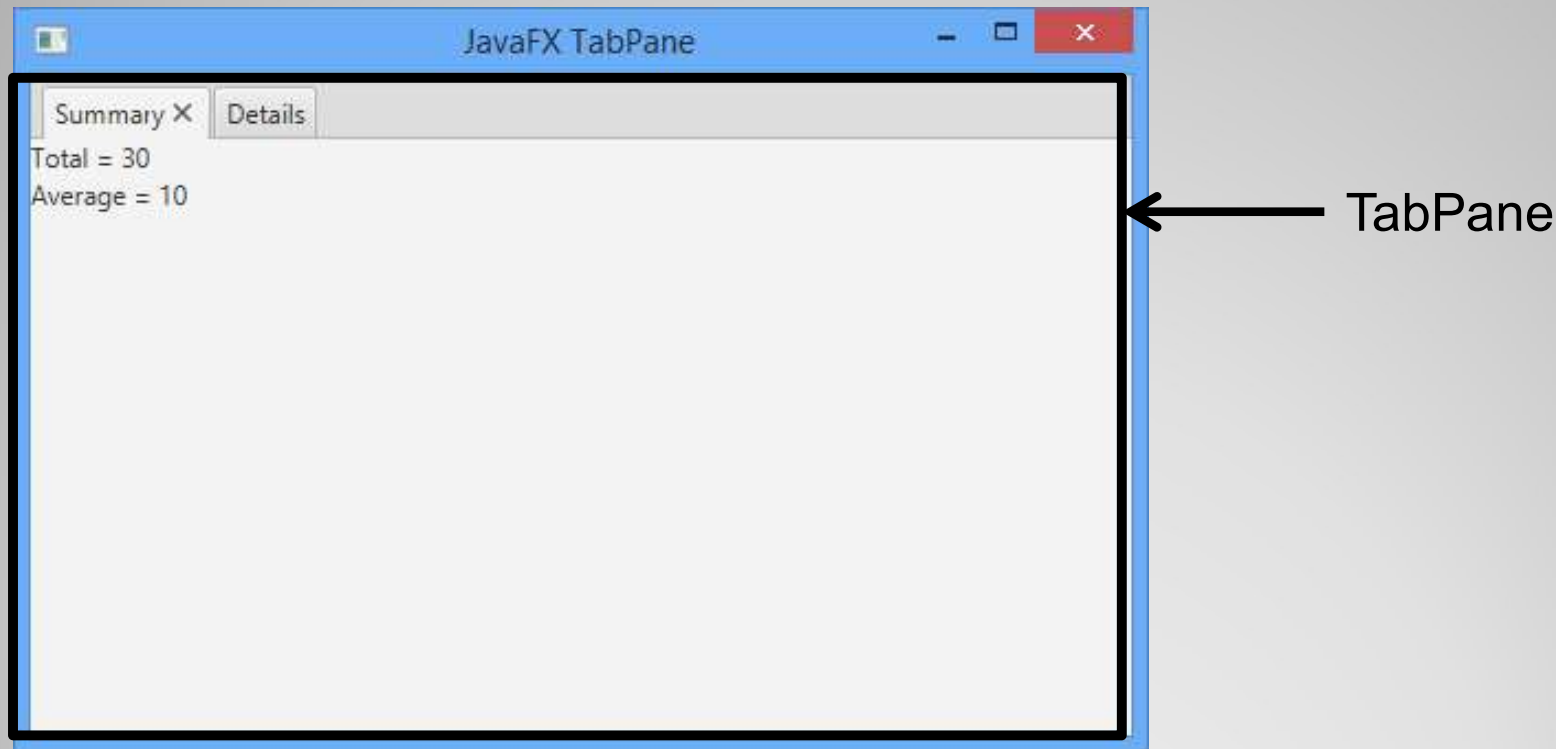 JavaFX TabPane
Summary Details
Total = 30
Average = 10
TabPane